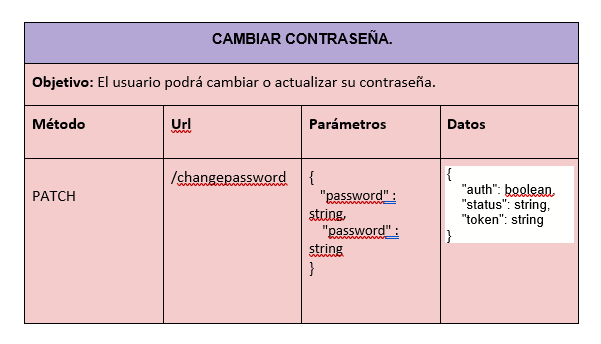 CAMBIAR CONTRASEÑA.
Objetivo: El usuario podrá cambiar o actualizar su contraseña.
Método
Url
Parámetros
Datos
PATCH
/changepassword
{
"password" :
string,
"password" :
string
}
{
"auth": boolean,
"status": string,
"token": string
}